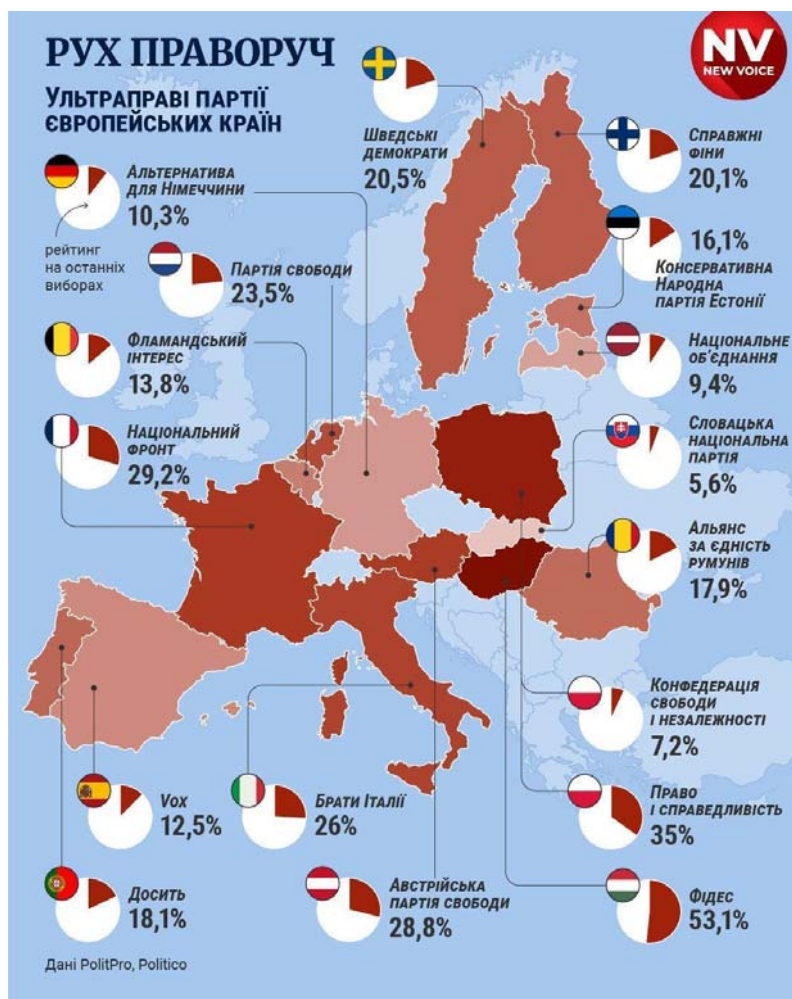 РУХ ПРАВОРУЧ
NV
NEW VOICE
УЛЬТРАПРАВІ ПАРТІЇ
ЄВРОПЕЙСЬКИХ КРАЇН
ШВЕДСЬКІ
ДЕМОКРАТИ
20,5%
СПРАВЖНІ
ФІНИ
20,1%
АЛЬТЕРНАТИВА
ДЛЯ НІМЕЧЧИНИ
10,3%
рейтинг
на останніх
виборах
16,1%
КОНСЕРВАТИВНА
НАРОДНА
ПАРТІЯ ЕСТОНІЇ
ПАРТІЯ СВОБОДИ
23,5%
ФЛАМАНДСЬКИЙ
ІНТЕРЕС
13,8%
НАЦІОНАЛЬНЕ
ОБ'ЄДНАННЯ
9,4%
НАЦІОНАЛЬНИЙ
ФРОНТ
29,2%
СЛОВАЦЬКА
НАЦІОНАЛЬНА
ПАРТІЯ
5,6%
АЛЬЯНС
ЗА ЄДНІСТЬ
РУМУНІВ
17,9%
КОНФЕДЕРАЦІЯ
СВОБОДИ
І НЕЗАЛЕЖНОСТІ
7,2%
VOX
12,5%
БРАТИ ІТАЛІЇ
26%
ПРАВО
І СПРАВЕДЛИВІСТЬ
35%
ДОСИТЬ
18,1%
АВСТРІЙСЬКА
ПАРТІЯ СВОБОДИ
28,8%
ФІДЕС
53,1%
Дані PolitPro, Politico